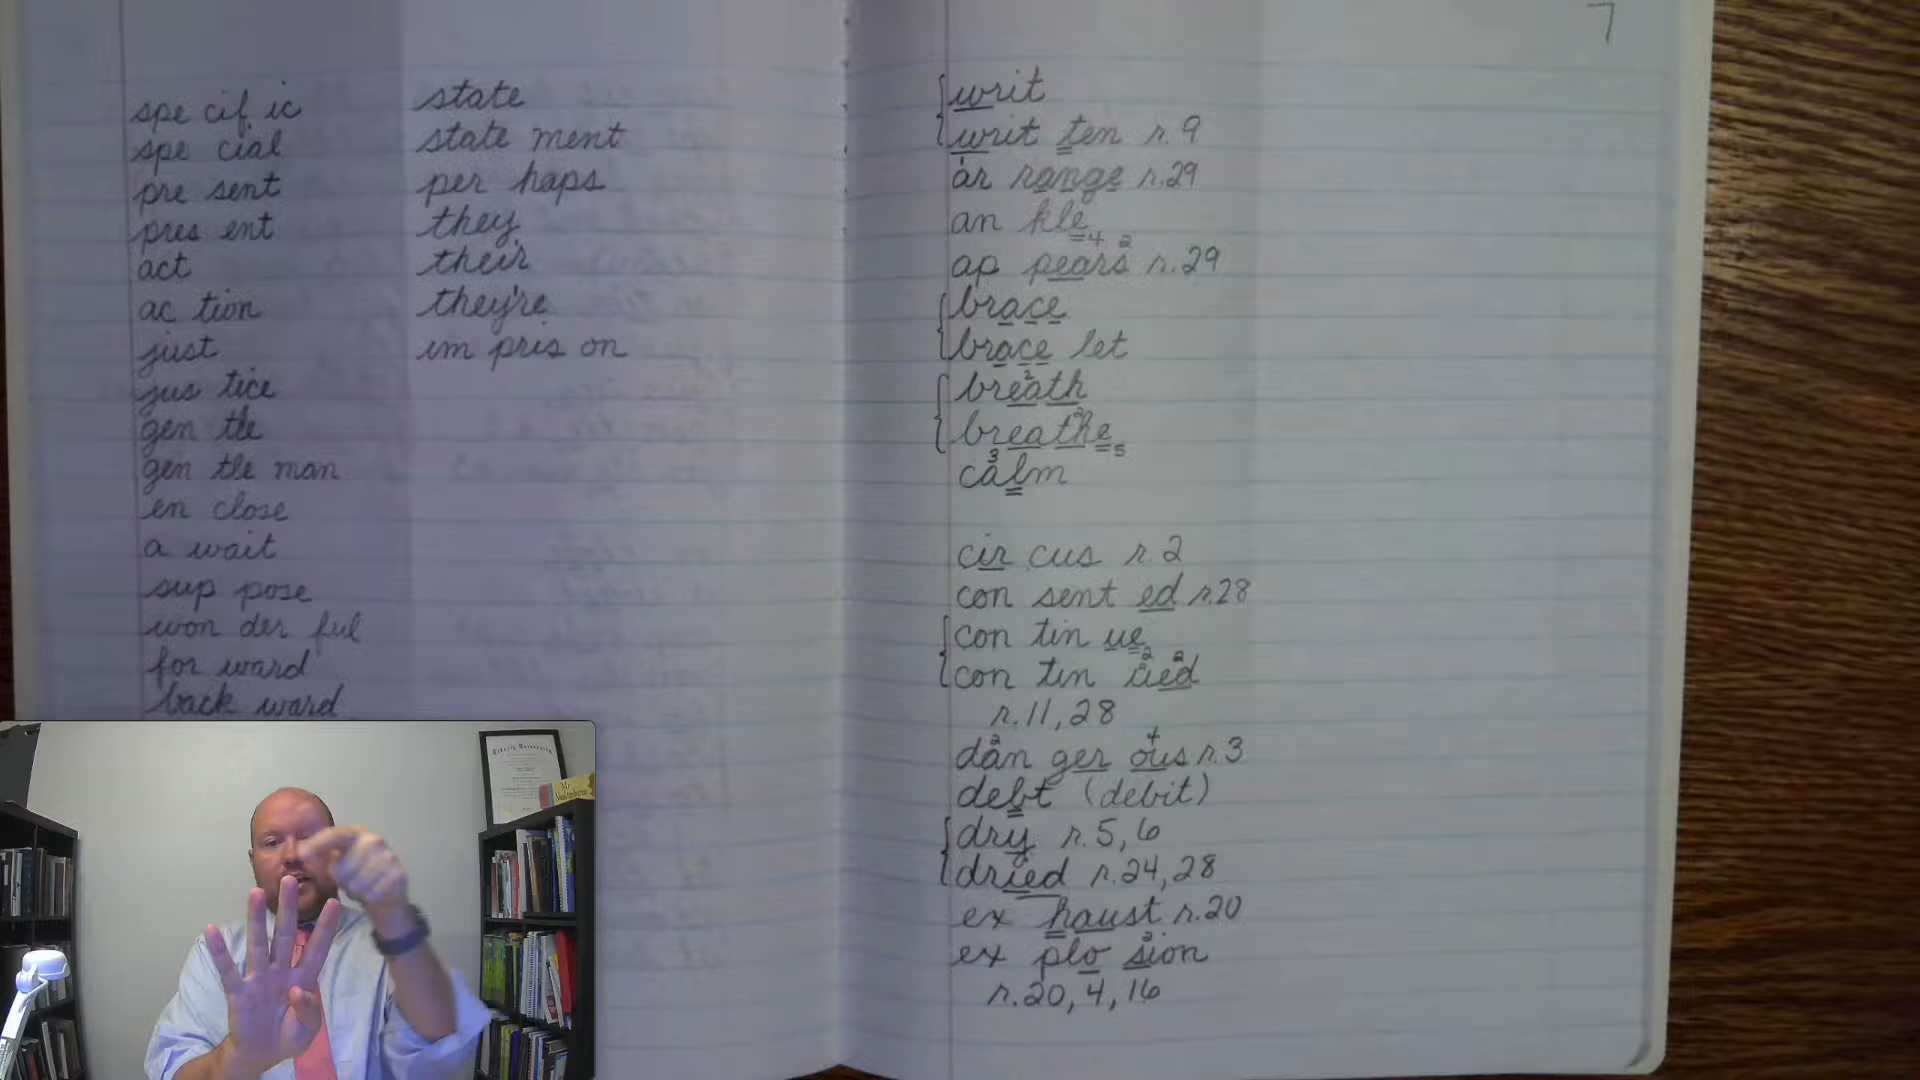 spe cif ic
spe cial
pre sent
pres ent
act
ac tion
just
jus tice
gen tle
gen tle man
en close
a wait
sup pose
won der ful
for ward
back ward
state
state ment
per haps
they
their
they're
im pris on
7
writ
writ ten r.9
ar range r.29
an kle 4
ap pears r.29
brace
brace let
breath
breathe 5
calm
cir cus r.2
con sent ed r.28
con tin ue
con tin ued
r.11, 28
dan ger ous r.3
debt (debit)
dry r.5, 6
dried r.24, 28
ex haust r.20
ex plo sion
r.20, 4, 16